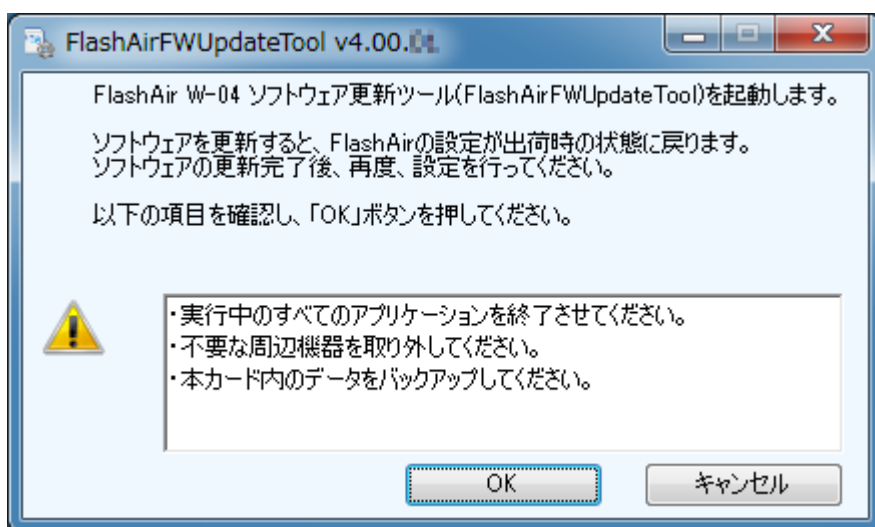 FlashAirFWUpdateTool v4.00.
FlashAir W-04 ソフトウェア更新ツール(FlashAirFWUpdateTool)を起動します。
ソフトウェアを更新すると、FlashAirの設定が出荷時の状態に戻ります。
ソフトウェアの更新完了後、再度、設定を行ってください。
以下の項目を確認し、「OK」ボタンを押してください。
・実行中のすべてのアプリケーションを終了させてください。
・不要な周辺機器を取り外してください。
・本カード内のデータをバックアップしてください。
OK
キャンセル